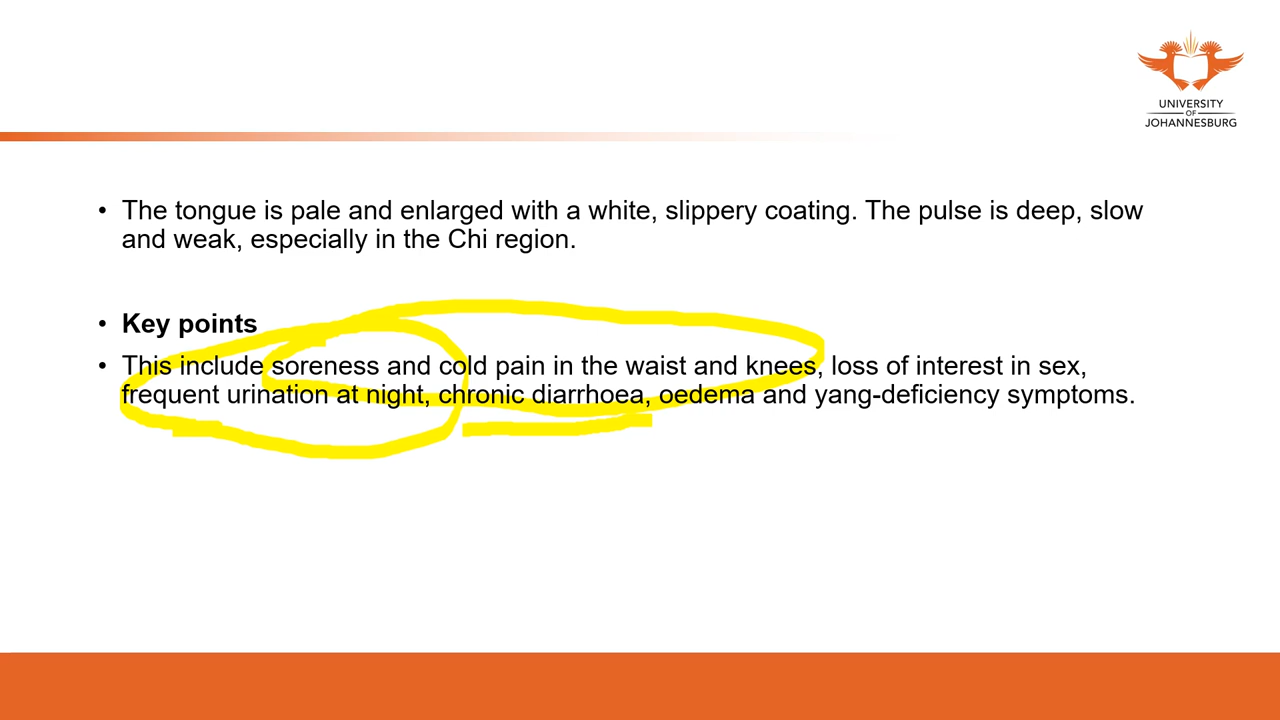 UNIVERSITY
OF
JOHANNESBURG
• The tongue is pale and enlarged with a white, slippery coating. The pulse is deep, slow
and weak, especially in the Chi region.
• Key points
• This include soreness and cold pain in the waist and knees, loss of interest in sex,
frequent urination at night, chronic diarrhoea, oedema and yang-deficiency symptoms.